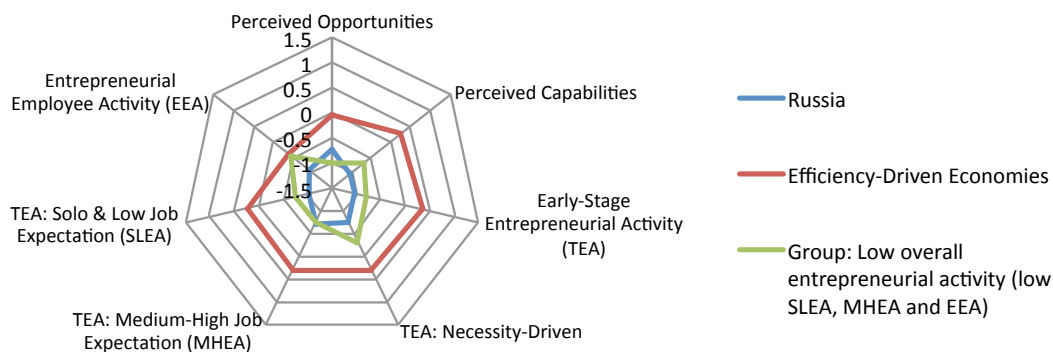 Perceived Opportunities
1.5
1
0.5
0
-0.5
-1
-1.5
Perceived Capabilities
Early-Stage
Entrepreneurial Activity
(TEA)
TEA: Necessity-Driven
TEA: Medium-High Job
Expectation (MHEA)
TEA: Solo & Low Job
Expectation (SLEA)
Entrepreneurial
Employee Activity (EEA)
Russia
Efficiency-Driven Economies
Group: Low overall
entrepreneurial activity (low
SLEA, MHEA and EEA)